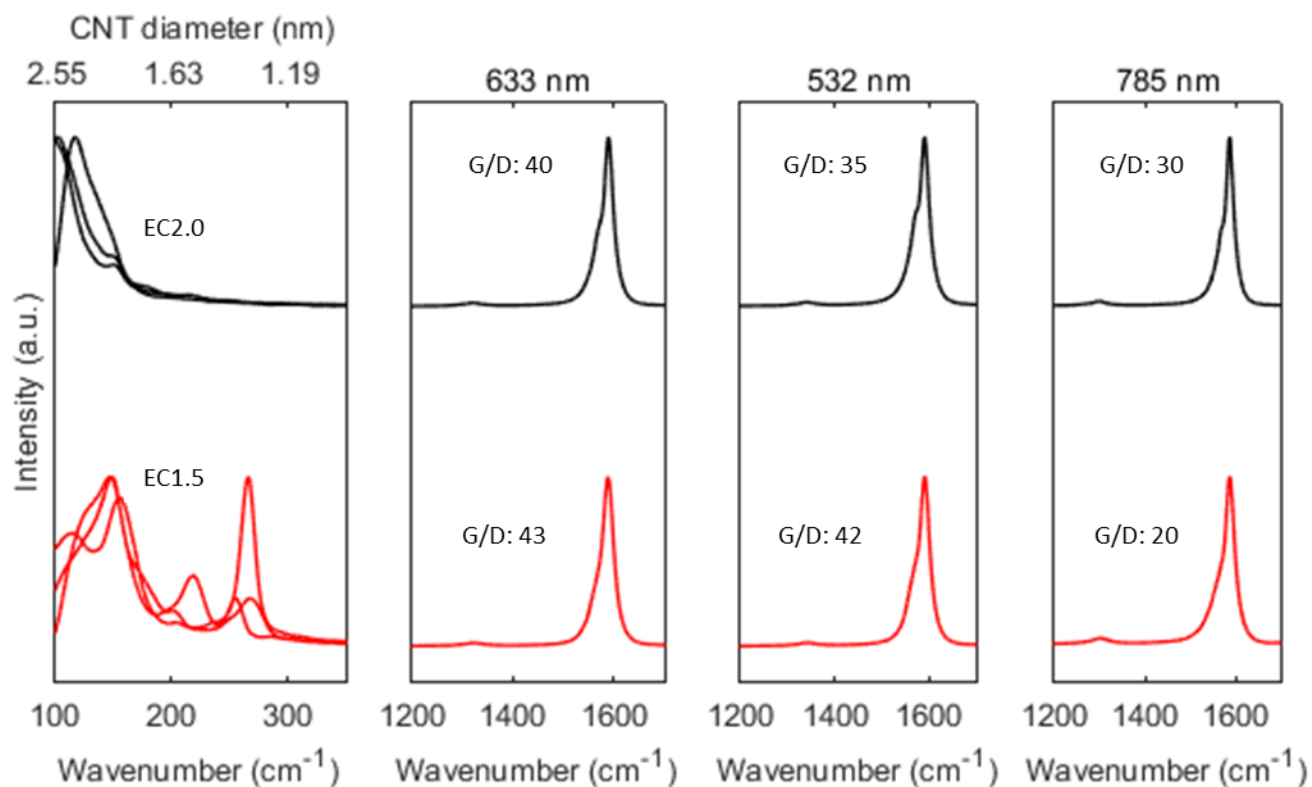 CNT diameter (nm)
2.55 1.63 1.19
633 nm
532 nm
785 nm
Intensity (a.u.)
EC2.0
G/D: 40
G/D: 35
G/D: 30
EC1.5
G/D: 43
G/D: 42
G/D: 20
100 200 300
1200 1400 1600
1200 1400 1600
1200 1400 1600
Wavenumber (cm⁻¹)
Wavenumber (cm⁻¹)
Wavenumber (cm⁻¹)
Wavenumber (cm⁻¹)